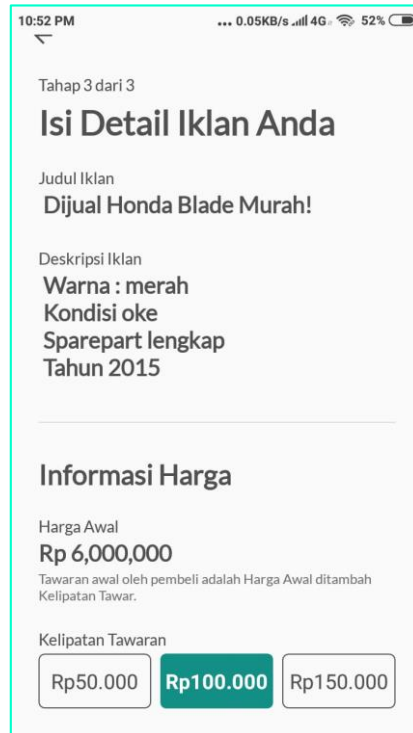 10:52 PM ... 0.05KB/s 4G 52%
Tahap 3 dari 3
Isi Detail Iklan Anda
Judul Iklan
Dijual Honda Blade Murah!
Deskripsi Iklan
Warna : merah
Kondisi oke
Sparepart lengkap
Tahun 2015
Informasi Harga
Harga Awal
Rp 6,000,000
Tawaran awal oleh pembeli adalah Harga Awal ditambah
Kelipatan Tawar.
Kelipatan Tawaran
Rp50.000 Rp100.000 Rp150.000